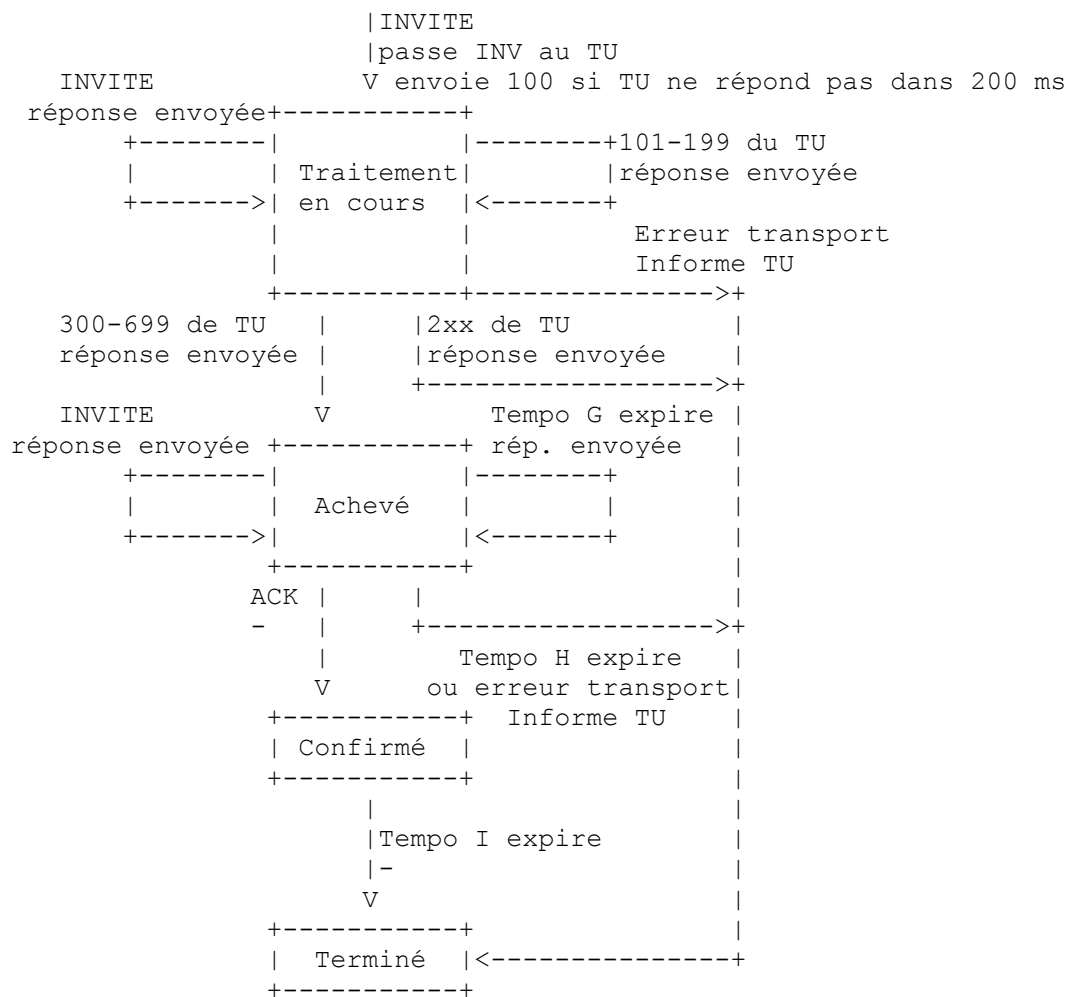 INVITE
passe INV au TU
INVITE envoie 100 si TU ne répond pas dans 200 ms
réponse envoyée
101-199 du TU
Traitement réponse envoyée
en cours
Erreur transport
Informe TU
300-699 de TU 2xx de TU
réponse envoyée réponse envoyée
INVITE Tempo G expire
réponse envoyée rép. envoyée
Achevé
ACK
-
Tempo H expire
ou erreur transport
Informe TU
Confirmé
Tempo I expire
-
Terminé